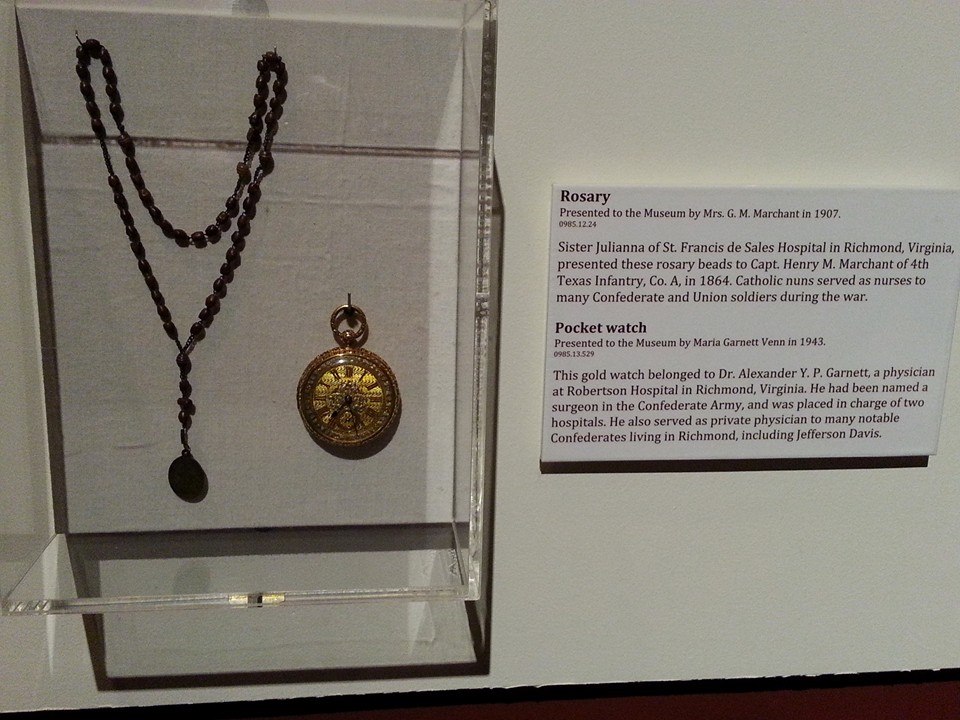 Rosary
Presented to the Museum by Mrs. G. M. Marchant in 1907.
0985.12.24
Sister Julianna of St. Francis de Sales Hospital in Richmond, Virginia,
presented these rosary beads to Capt. Henry M. Marchant of 4th
Texas Infantry, Co. A, in 1864. Catholic nuns served as nurses to
many Confederate and Union soldiers during the war.
Pocket watch
Presented to the Museum by Maria Garnett Venn in 1943.
0985.13.529
This gold watch belonged to Dr. Alexander Y. P. Garnett, a physician
at Robertson Hospital in Richmond, Virginia. He had been named a
surgeon in the Confederate Army, and was placed in charge of two
hospitals. He also served as private physician to many notable
Confederates living in Richmond, including Jefferson Davis.